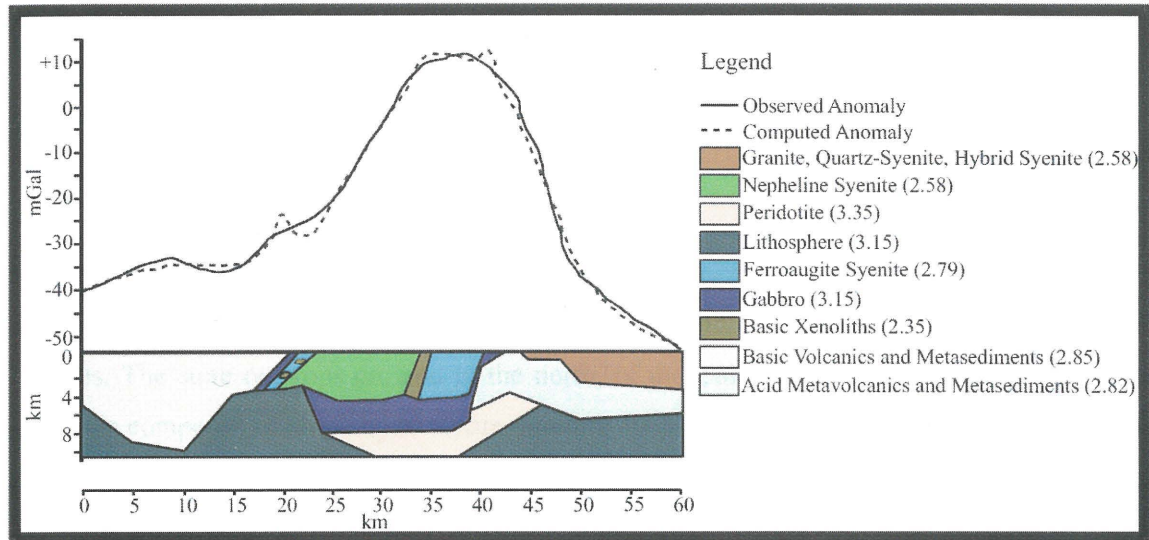 +10
0
-10
-20
-30
-40
-50
mGal
0
4
8
km
0 5 10 15 20 25 30 35 40 45 50 55 60
km
Legend
Observed Anomaly
Computed Anomaly
Granite, Quartz-Syenite, Hybrid Syenite (2.58)
Nepheline Syenite (2.58)
Peridotite (3.35)
Lithosphere (3.15)
Ferroaugite Syenite (2.79)
Gabbro (3.15)
Basic Xenoliths (2.35)
Basic Volcanics and Metasediments (2.85)
Acid Metavolcanics and Metasediments (2.82)